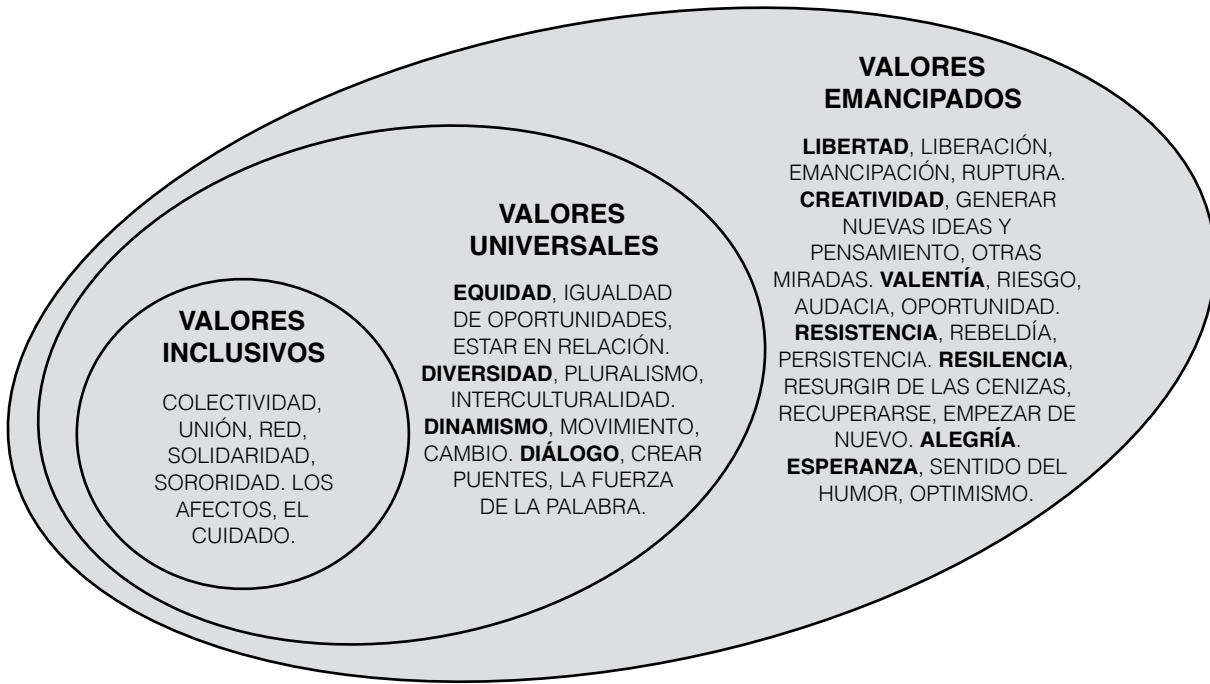 VALORES
INCLUSIVOS
COLECTIVIDAD,
UNIÓN, RED,
SOLIDARIDAD,
SORORIDAD. LOS
AFECTOS, EL
CUIDADO.
VALORES
UNIVERSALES
EQUIDAD, IGUALDAD
DE OPORTUNIDADES,
ESTAR EN RELACIÓN.
DIVERSIDAD, PLURALISMO,
INTERCULTURALIDAD.
DINAMISMO, MOVIMIENTO,
CAMBIO. DIÁLOGO, CREAR
PUENTES, LA FUERZA
DE LA PALABRA.
VALORES
EMANCIPADOS
LIBERTAD, LIBERACIÓN,
EMANCIPACIÓN, RUPTURA.
CREATIVIDAD, GENERAR
NUEVAS IDEAS Y
PENSAMIENTO, OTRAS
MIRADAS. VALENTÍA, RIESGO,
AUDACIA, OPORTUNIDAD.
RESISTENCIA, REBELDÍA,
PERSISTENCIA. RESILENCIA,
RESURGIR DE LAS CENIZAS,
RECUPERARSE, EMPEZAR DE
NUEVO. ALEGRÍA.
ESPERANZA, SENTIDO DEL
HUMOR, OPTIMISMO.